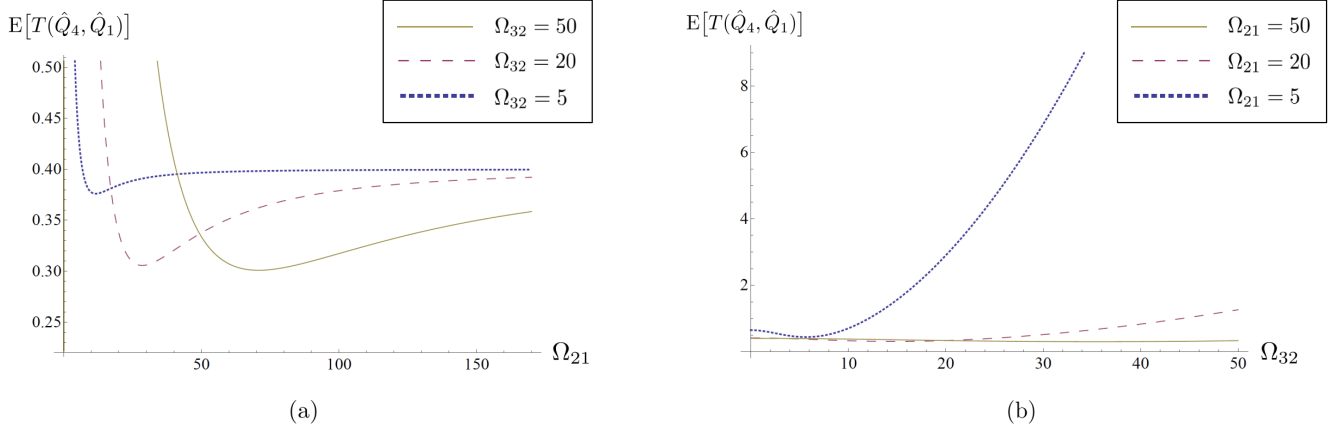 E[T(Q̂₄, Q̂₁)]
Ω₃₂ = 50
Ω₃₂ = 20
Ω₃₂ = 5
0.50
0.45
0.40
0.35
0.30
0.25
50 100 150
Ω₂₁
(a)
E[T(Q̂₄, Q̂₁)]
Ω₂₁ = 50
Ω₂₁ = 20
Ω₂₁ = 5
8
6
4
2
10 20 30 40 50
Ω₃₂
(b)